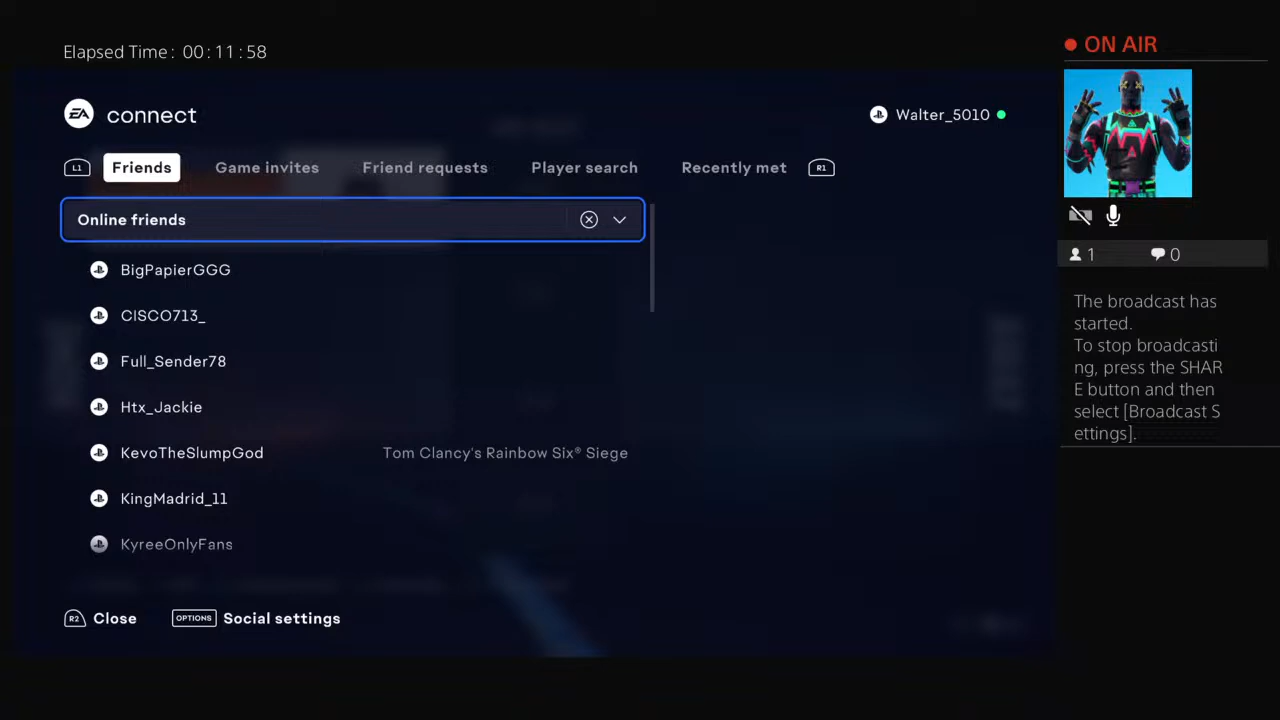 Elapsed Time: 00:11:58
ON AIR
EA connect
Walter_5010
L1 Friends Game invites Friend requests Player search Recently met R1
Online friends
1 0
BigPapierGGG
CISCO713_
Full_Sender78
Htx_Jackie
KevoTheSlumpGod Tom Clancy's Rainbow Six® Siege
KingMadrid_11
KyreeOnlyFans
The broadcast has
started.
To stop broadcasti
ng, press the SHAR
E button and then
select [Broadcast S
ettings].
R2 Close OPTIONS Social settings